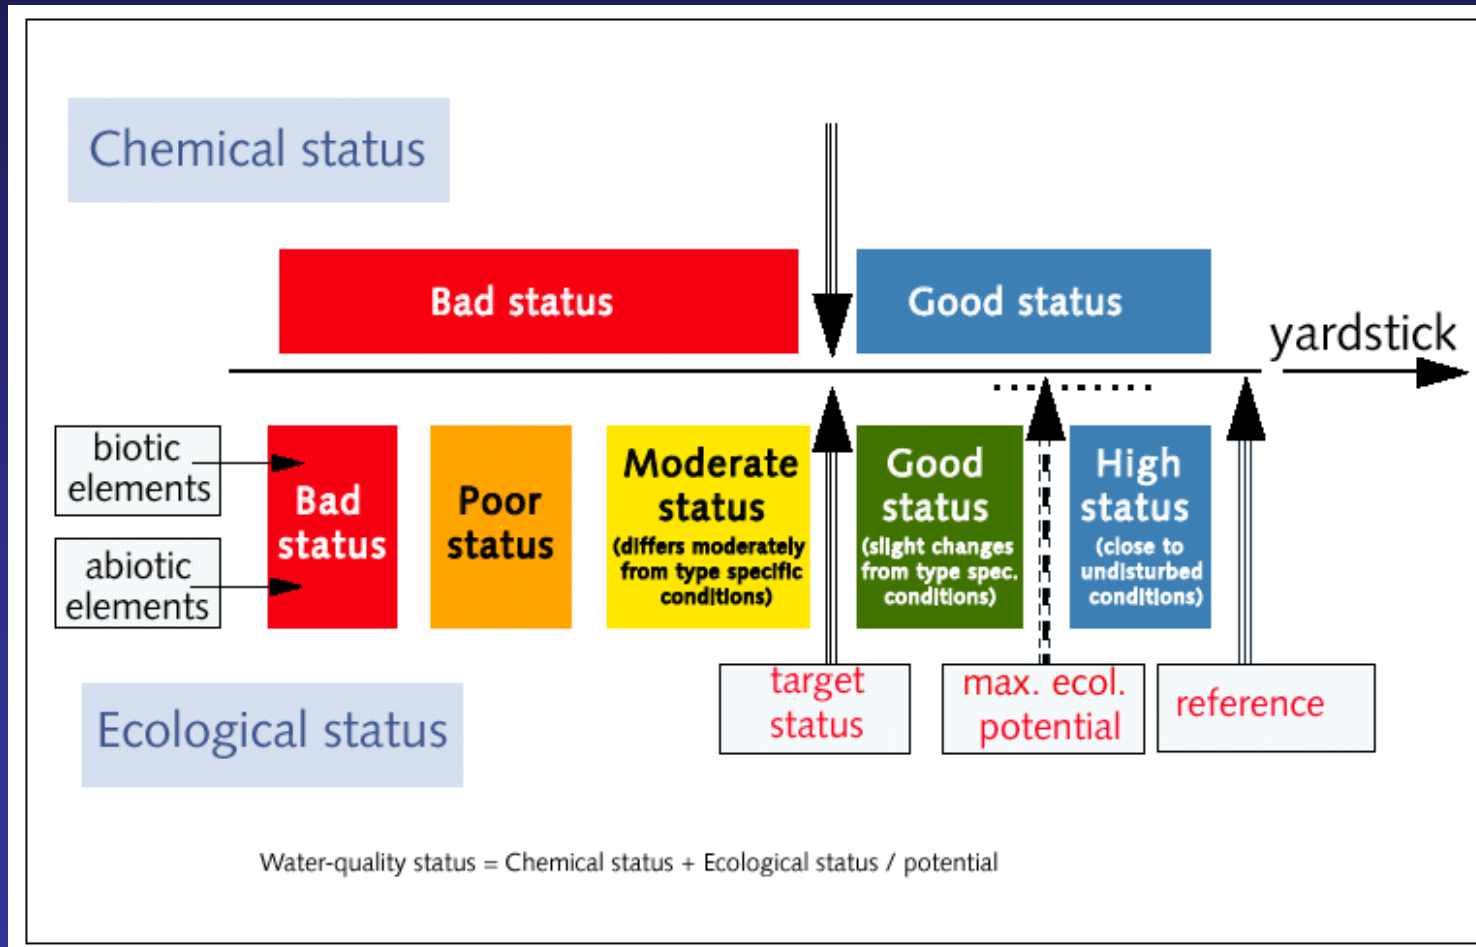 Chemical status
Bad status
Good status
yardstick
biotic
elements
abiotic
elements
Bad
status
Poor
status
Moderate
status
(differs moderately
from type specific
conditions)
Good
status
(slight changes
from type spec.
conditions)
High
status
(close to
undisturbed
conditions)
target
status
max. ecol.
potential
reference
Ecological status
Water-quality status = Chemical status + Ecological status / potential